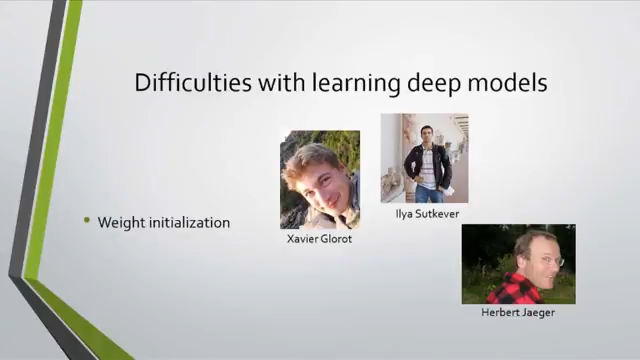 Difficulties with learning deep models
Weight initialization
Xavier Glorot
Ilya Sutkever
Herbert Jaeger